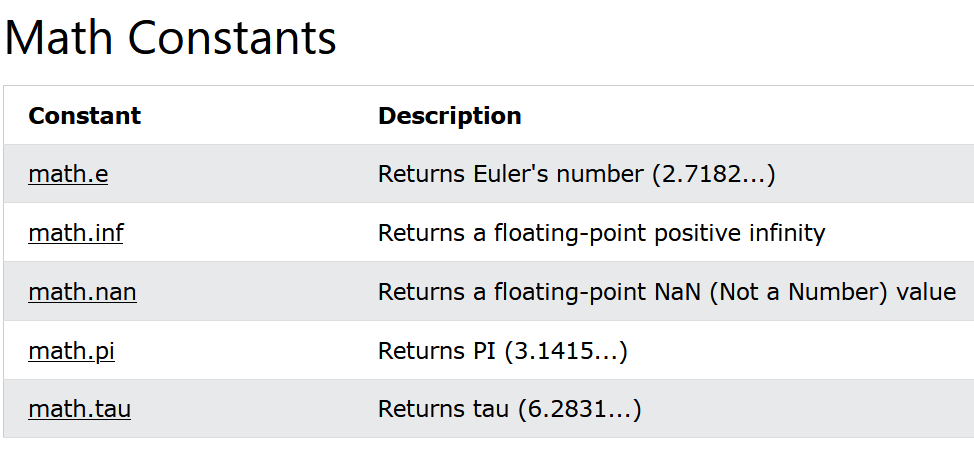 Math Constants
Constant Description
math.e Returns Euler's number (2.7182...)
math.inf Returns a floating-point positive infinity
math.nan Returns a floating-point NaN (Not a Number) value
math.pi Returns PI (3.1415...)
math.tau Returns tau (6.2831...)